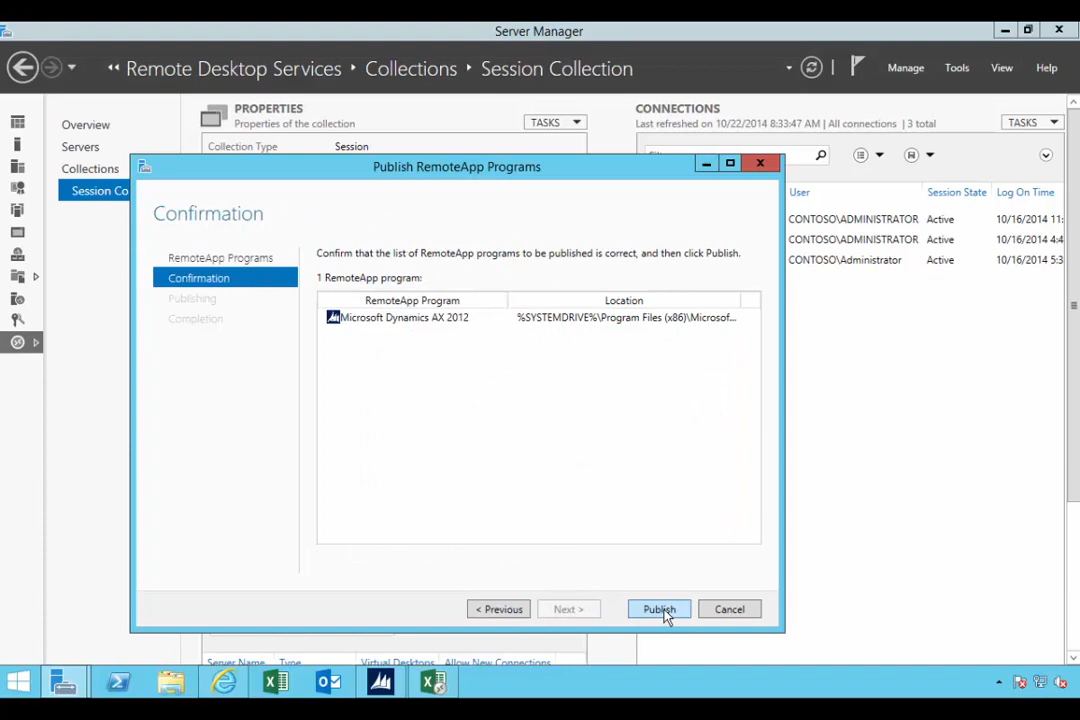 Server Manager
Remote Desktop Services
Collections
Session Collection
Manage
Tools
View
Help
Overview
Servers
Collections
Session Co
PROPERTIES
Properties of the collection
TASKS
Collection Type
Session
CONNECTIONS
Last refreshed on 10/22/2014 8:33:47 AM | All connections | 3 total
TASKS
User
Session State
Log On Time
CONTOSO\ADMINISTRATOR
Active
10/16/2014 11:
CONTOSO\ADMINISTRATOR
Active
10/16/2014 4:4
CONTOSO\Administrator
Active
10/16/2014 5:3
Publish RemoteApp Programs
Confirmation
RemoteApp Programs
Confirmation
Publishing
Completion
Confirm that the list of RemoteApp programs to be published is correct, and then click Publish.
1 RemoteApp program:
RemoteApp Program
Location
Microsoft Dynamics AX 2012
%SYSTEMDRIVE%\Program Files (x86)\Microsof...
< Previous
Next >
Publish
Cancel
Server Name
Type
Virtual Desktops
Allow New Connections